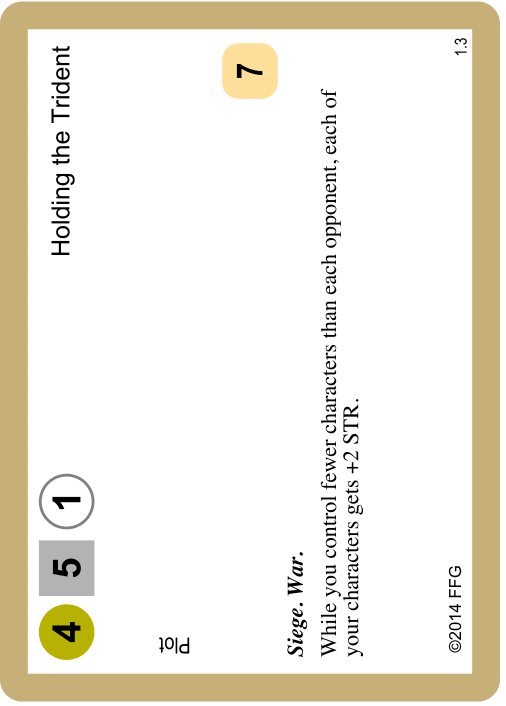 4 5 1 Holding the Trident
Plot
7
Siege. War.
While you control fewer characters than each opponent, each of
your characters gets +2 STR.
©2014 FFG 1.3